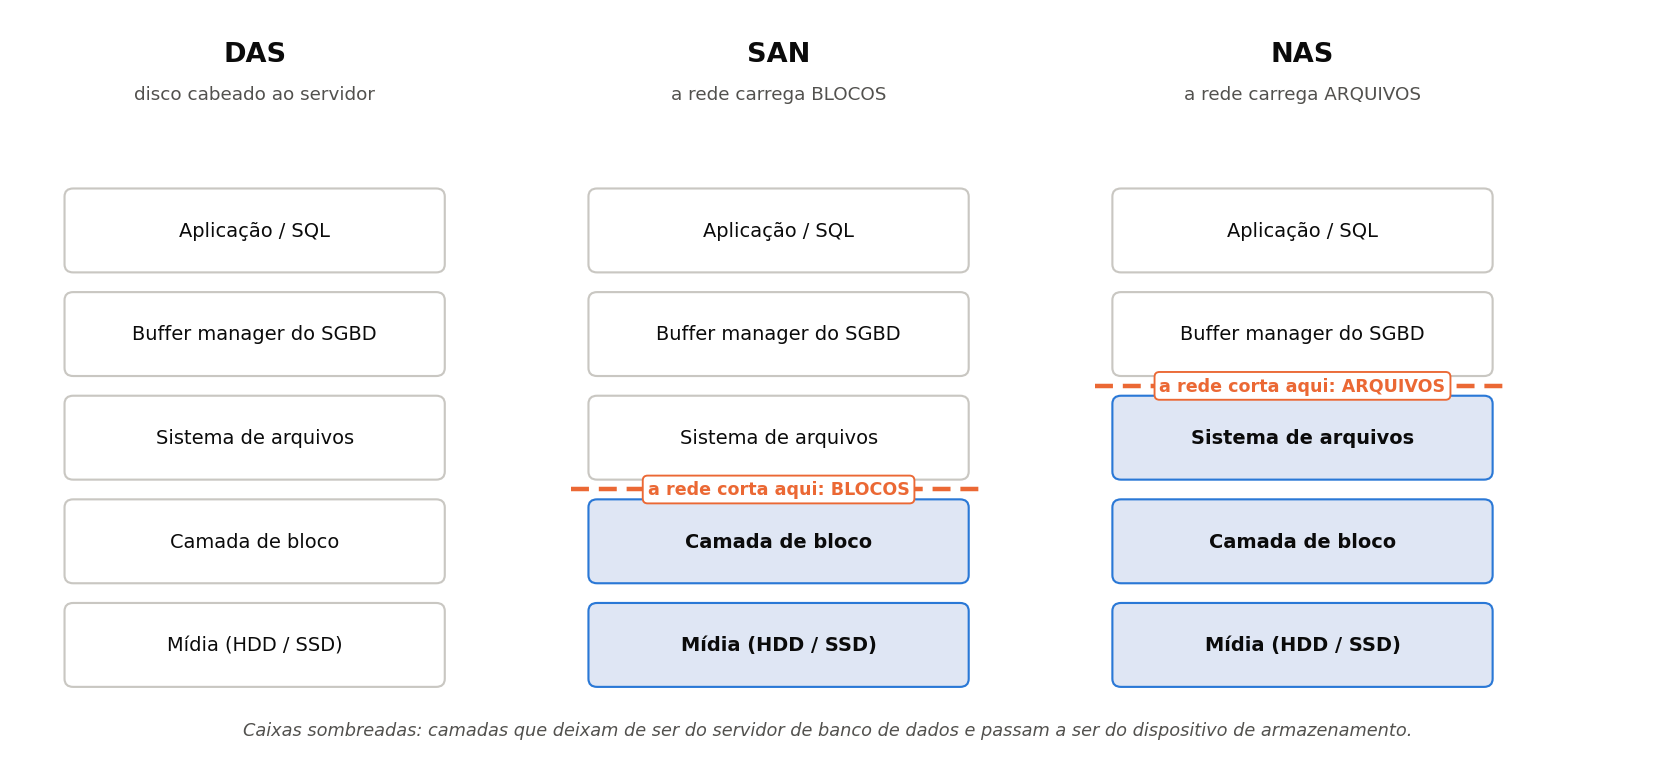 DAS
disco cabeado ao servidor
Aplicação / SQL
Buffer manager do SGBD
Sistema de arquivos
Camada de bloco
Mídia (HDD / SSD)
SAN
a rede carrega BLOCOS
Aplicação / SQL
Buffer manager do SGBD
Sistema de arquivos
a rede corta aqui: BLOCOS
Camada de bloco
Mídia (HDD / SSD)
NAS
a rede carrega ARQUIVOS
Aplicação / SQL
Buffer manager do SGBD
a rede corta aqui: ARQUIVOS
Sistema de arquivos
Camada de bloco
Mídia (HDD / SSD)
Caixas sombreadas: camadas que deixam de ser do servidor de banco de dados e passam a ser do dispositivo de armazenamento.